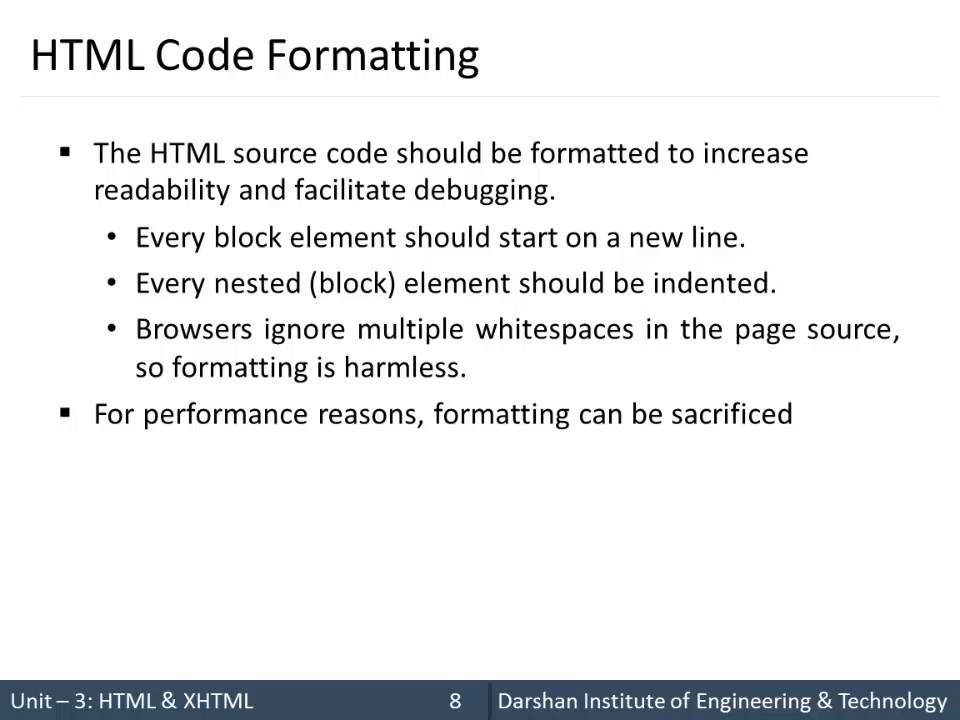 HTML Code Formatting
▪ The HTML source code should be formatted to increase
readability and facilitate debugging.
• Every block element should start on a new line.
• Every nested (block) element should be indented.
• Browsers ignore multiple whitespaces in the page source,
so formatting is harmless.
▪ For performance reasons, formatting can be sacrificed
Unit – 3: HTML & XHTML 8 Darshan Institute of Engineering & Technology